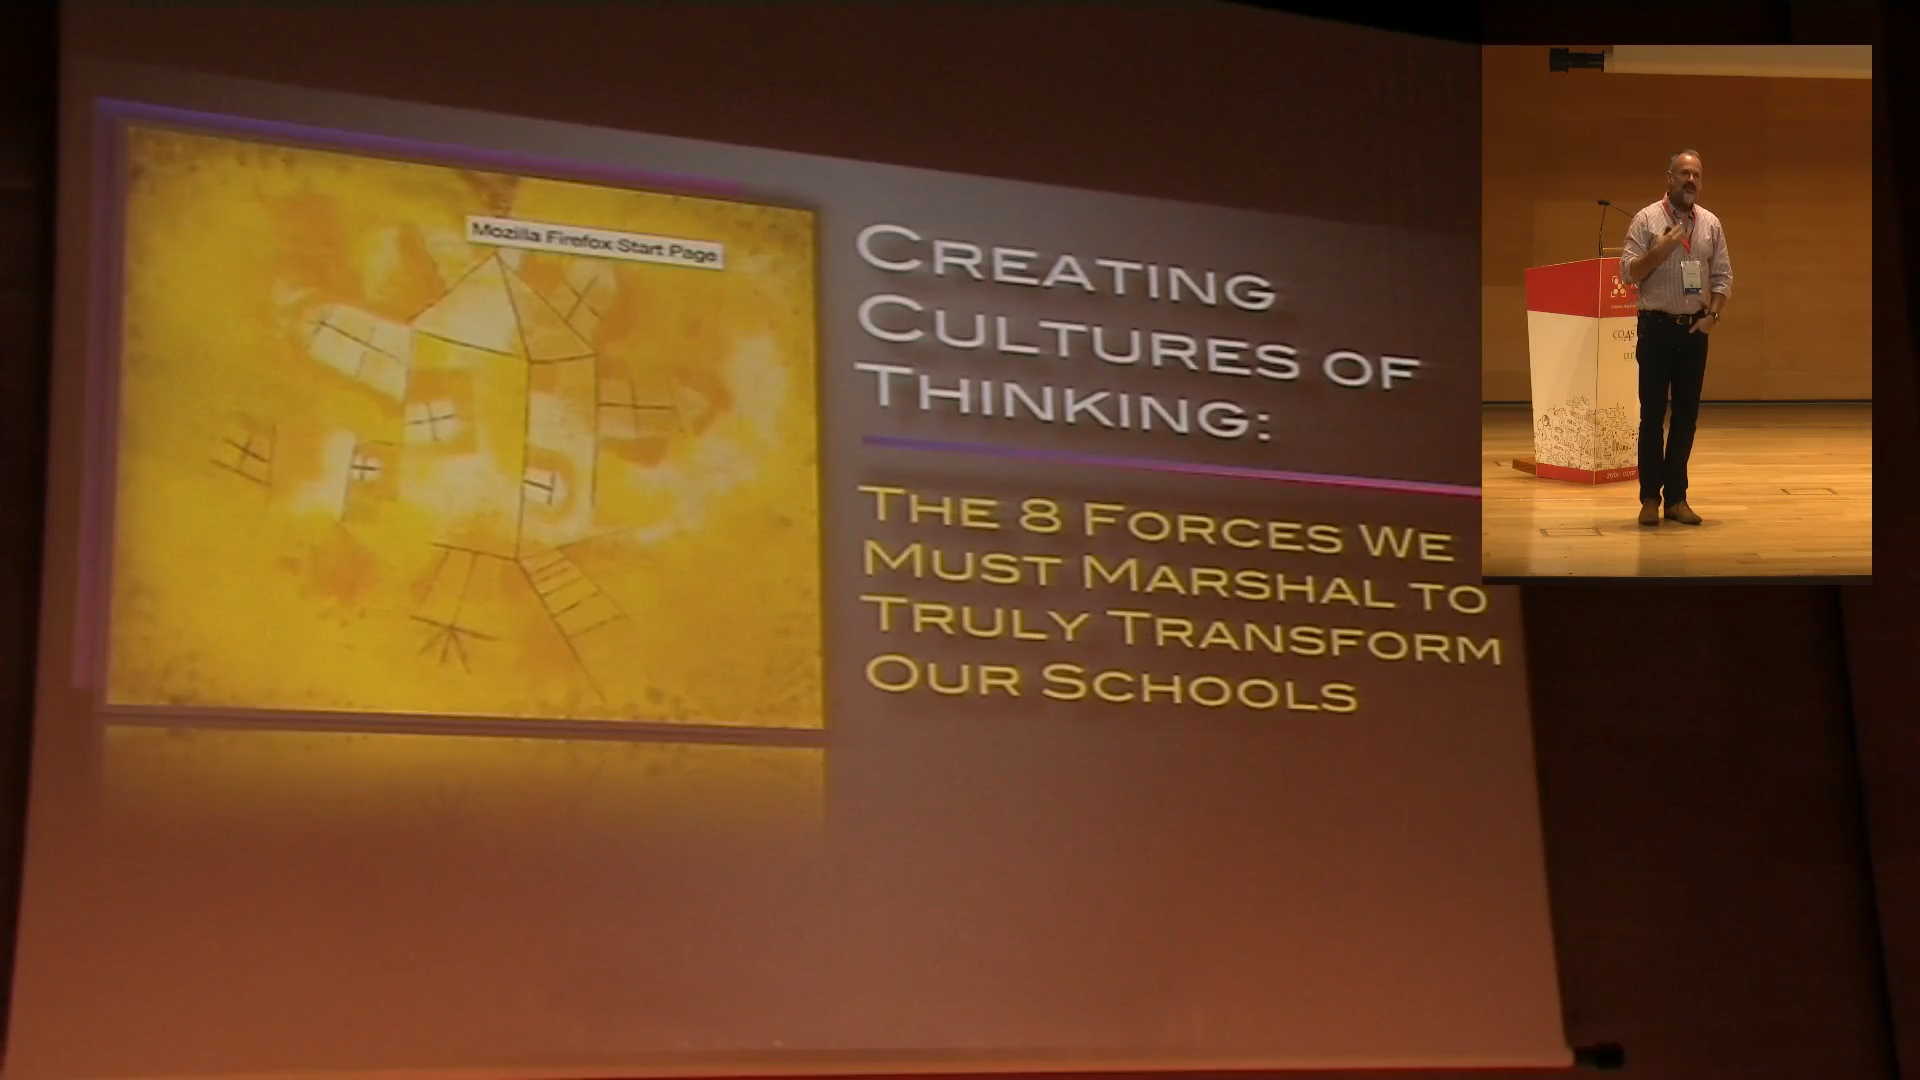 Mozilla Firefox Start Page
CREATING
CULTURES OF
THINKING:
THE 8 FORCES WE
MUST MARSHAL TO
TRULY TRANSFORM
OUR SCHOOLS